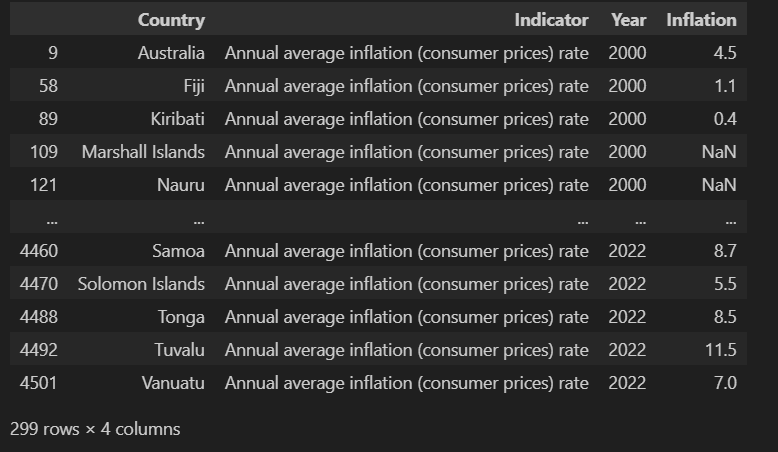 Country Indicator Year Inflation
9 Australia Annual average inflation (consumer prices) rate 2000 4.5
58 Fiji Annual average inflation (consumer prices) rate 2000 1.1
89 Kiribati Annual average inflation (consumer prices) rate 2000 0.4
109 Marshall Islands Annual average inflation (consumer prices) rate 2000 NaN
121 Nauru Annual average inflation (consumer prices) rate 2000 NaN
... ... ... ... ...
4460 Samoa Annual average inflation (consumer prices) rate 2022 8.7
4470 Solomon Islands Annual average inflation (consumer prices) rate 2022 5.5
4488 Tonga Annual average inflation (consumer prices) rate 2022 8.5
4492 Tuvalu Annual average inflation (consumer prices) rate 2022 11.5
4501 Vanuatu Annual average inflation (consumer prices) rate 2022 7.0
299 rows × 4 columns